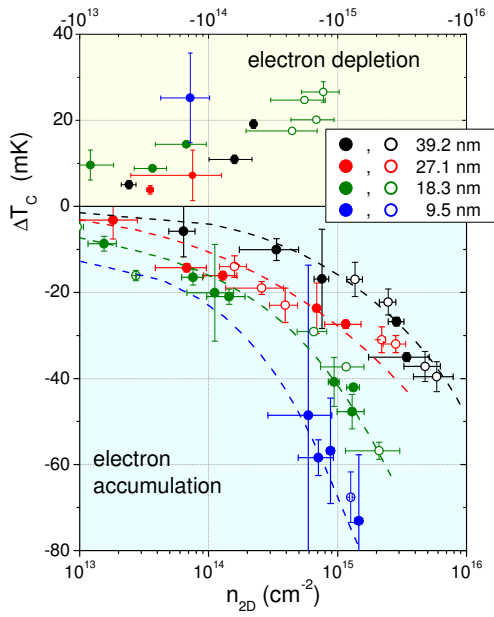 -10¹³ -10¹⁴ -10¹⁵ -10¹⁶
40
electron depletion
20
39.2 nm
27.1 nm
18.3 nm
9.5 nm
0
ΔT_C (mK)
-20
-40
-60
electron
accumulation
-80
10¹³ 10¹⁴ 10¹⁵ 10¹⁶
n_2D (cm⁻²)